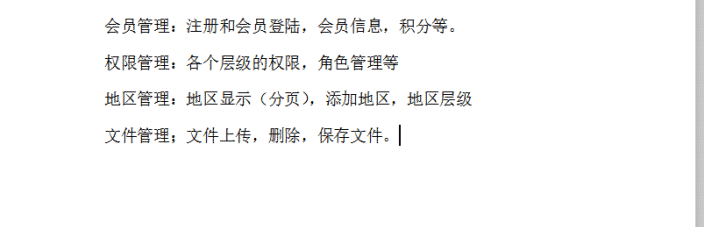 会员管理：注册和会员登陆，会员信息，积分等。
权限管理：各个层级的权限，角色管理等
地区管理：地区显示（分页），添加地区，地区层级
文件管理；文件上传，删除，保存文件。